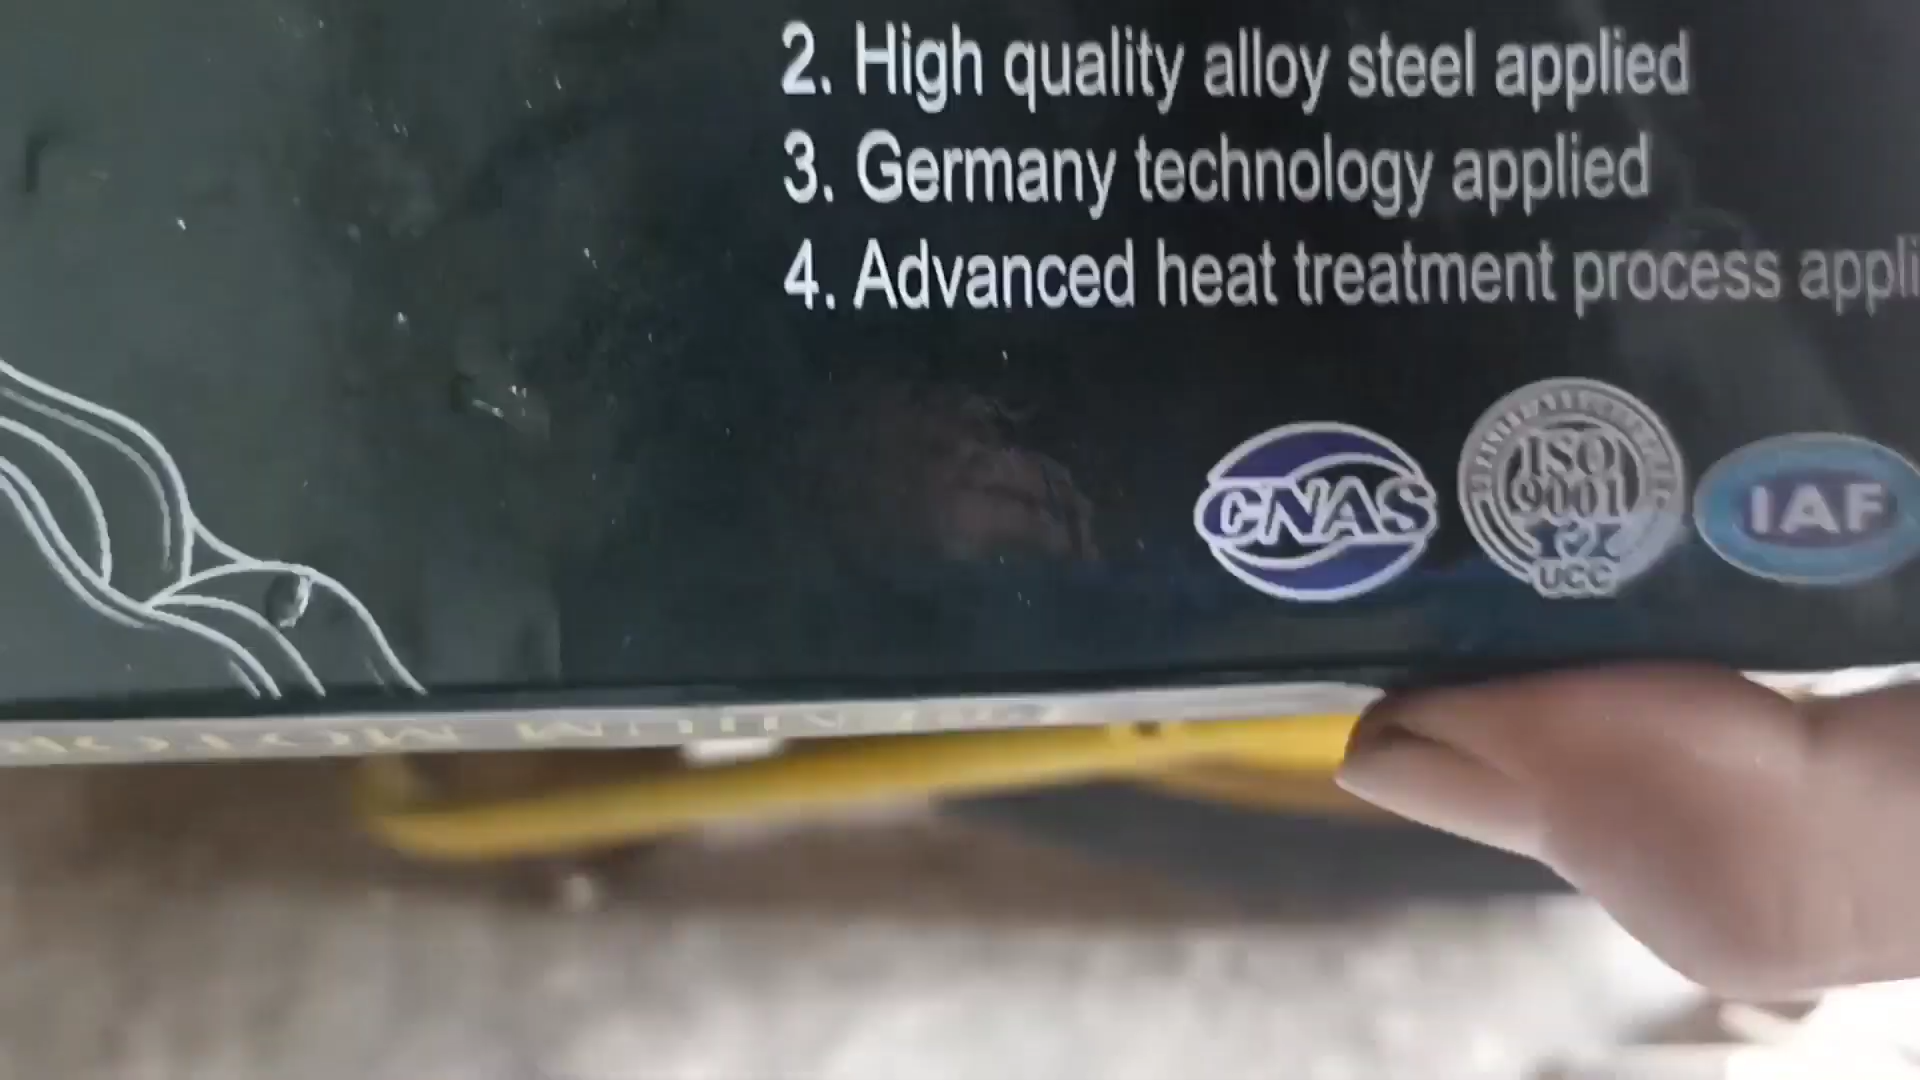 2. High quality alloy steel applied
3. Germany technology applied
4. Advanced heat treatment process appli
CNAS
ISO
9001
UCC
IAF